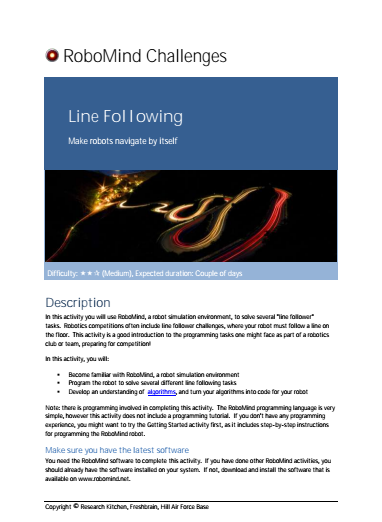 RoboMind Challenges
Line Following
Make robots navigate by itself
Difficulty: ★★☆ (Medium), Expected duration: Couple of days
Description
In this activity you will use RoboMind, a robot simulation environment, to solve several "line follower"
tasks. Robotics competitions often include line follower challenges, where your robot must follow a line on
the floor. This activity is a good introduction to the programming tasks one might face as part of a robotics
club or team, preparing for competition!
In this activity, you will:
• Become familiar with RoboMind, a robot simulation environment
• Program the robot to solve several different line following tasks
• Develop an understanding of algorithms, and turn your algorithms into code for your robot
Note: there is programming involved in completing this activity. The RoboMind programming language is very
simple, however this activity does not include a programming tutorial. If you don't have any programming
experience, you might want to try the Getting Started activity first, as it includes step-by-step instructions
for programming the RoboMind robot.
Make sure you have the latest software
You need the RoboMind software to complete this activity. If you have done other RoboMind activities, you
should already have the software installed on your system. If not, download and install the software that is
available on www.robomind.net.
Copyright © Research Kitchen, Freshbrain, Hill Air Force Base